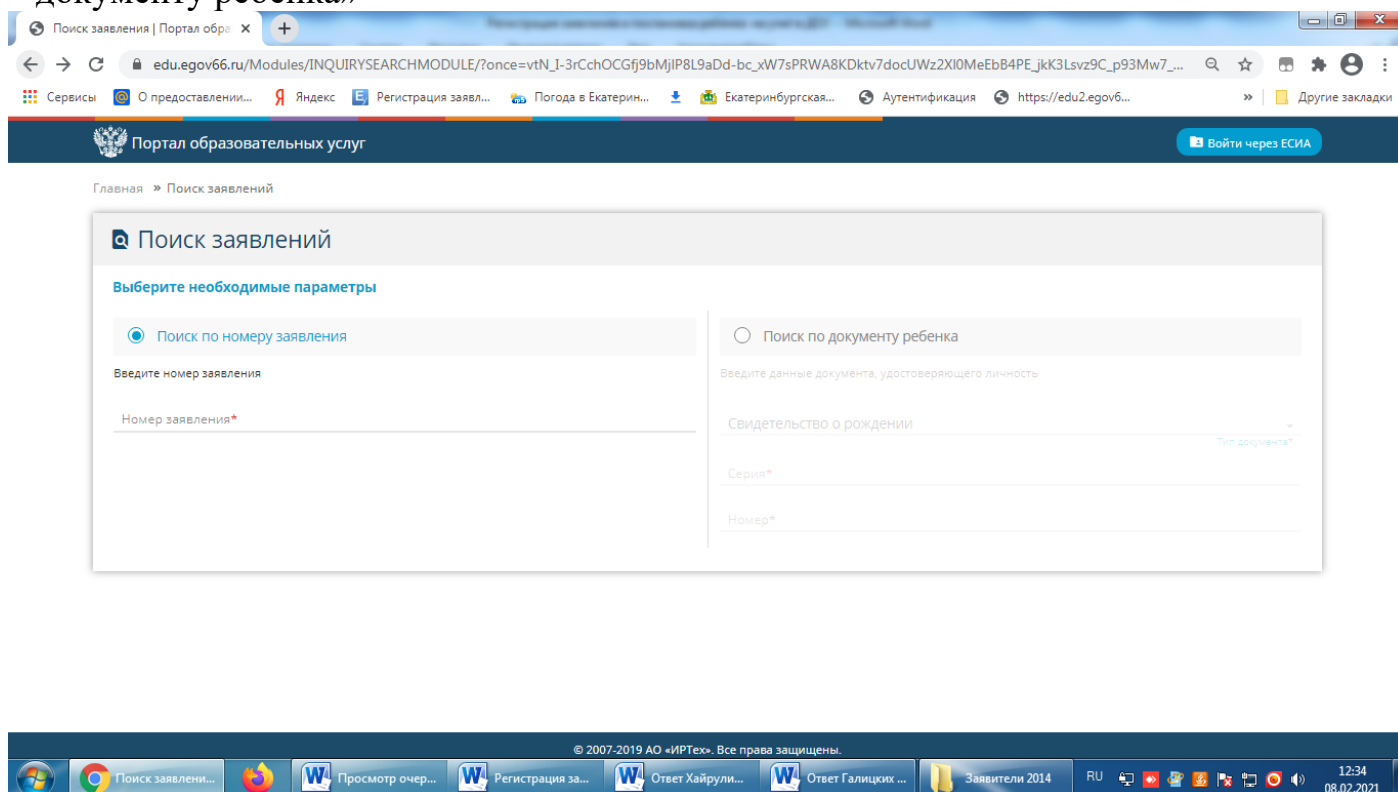 документу ребенка»
Поиск заявления | Портал обра
edu.egov66.ru/Modules/INQUIRYSEARCHMODULE/?once=vtN_I-3rCchOCGfj9bMjlP8L9aDd-bc_xW7sPRWA8KDktv7docUWz2Xl0MeEbB4PE_jkK3Lsvz9C_p93Mw7_...
Сервисы О предоставлении... Яндекс Регистрация заявл... Погода в Екатерин... Екатеринбургская... Аутентификация https://edu2.egov6... » Другие закладки
Портал образовательных услуг
Войти через ЕСИА
Главная » Поиск заявлений
Поиск заявлений
Выберите необходимые параметры
Поиск по номеру заявления
Введите номер заявления
Номер заявления*
Поиск по документу ребенка
Введите данные документа, удостоверяющего личность
Свидетельство о рождении
Тип документа*
Серия*
Номер*
© 2007-2019 АО «ИРТех». Все права защищены.
Поиск заявлени... Просмотр очер... Регистрация за... Ответ Хайрули... Ответ Галицких ... Заявители 2014 RU 12:34
08.02.2021